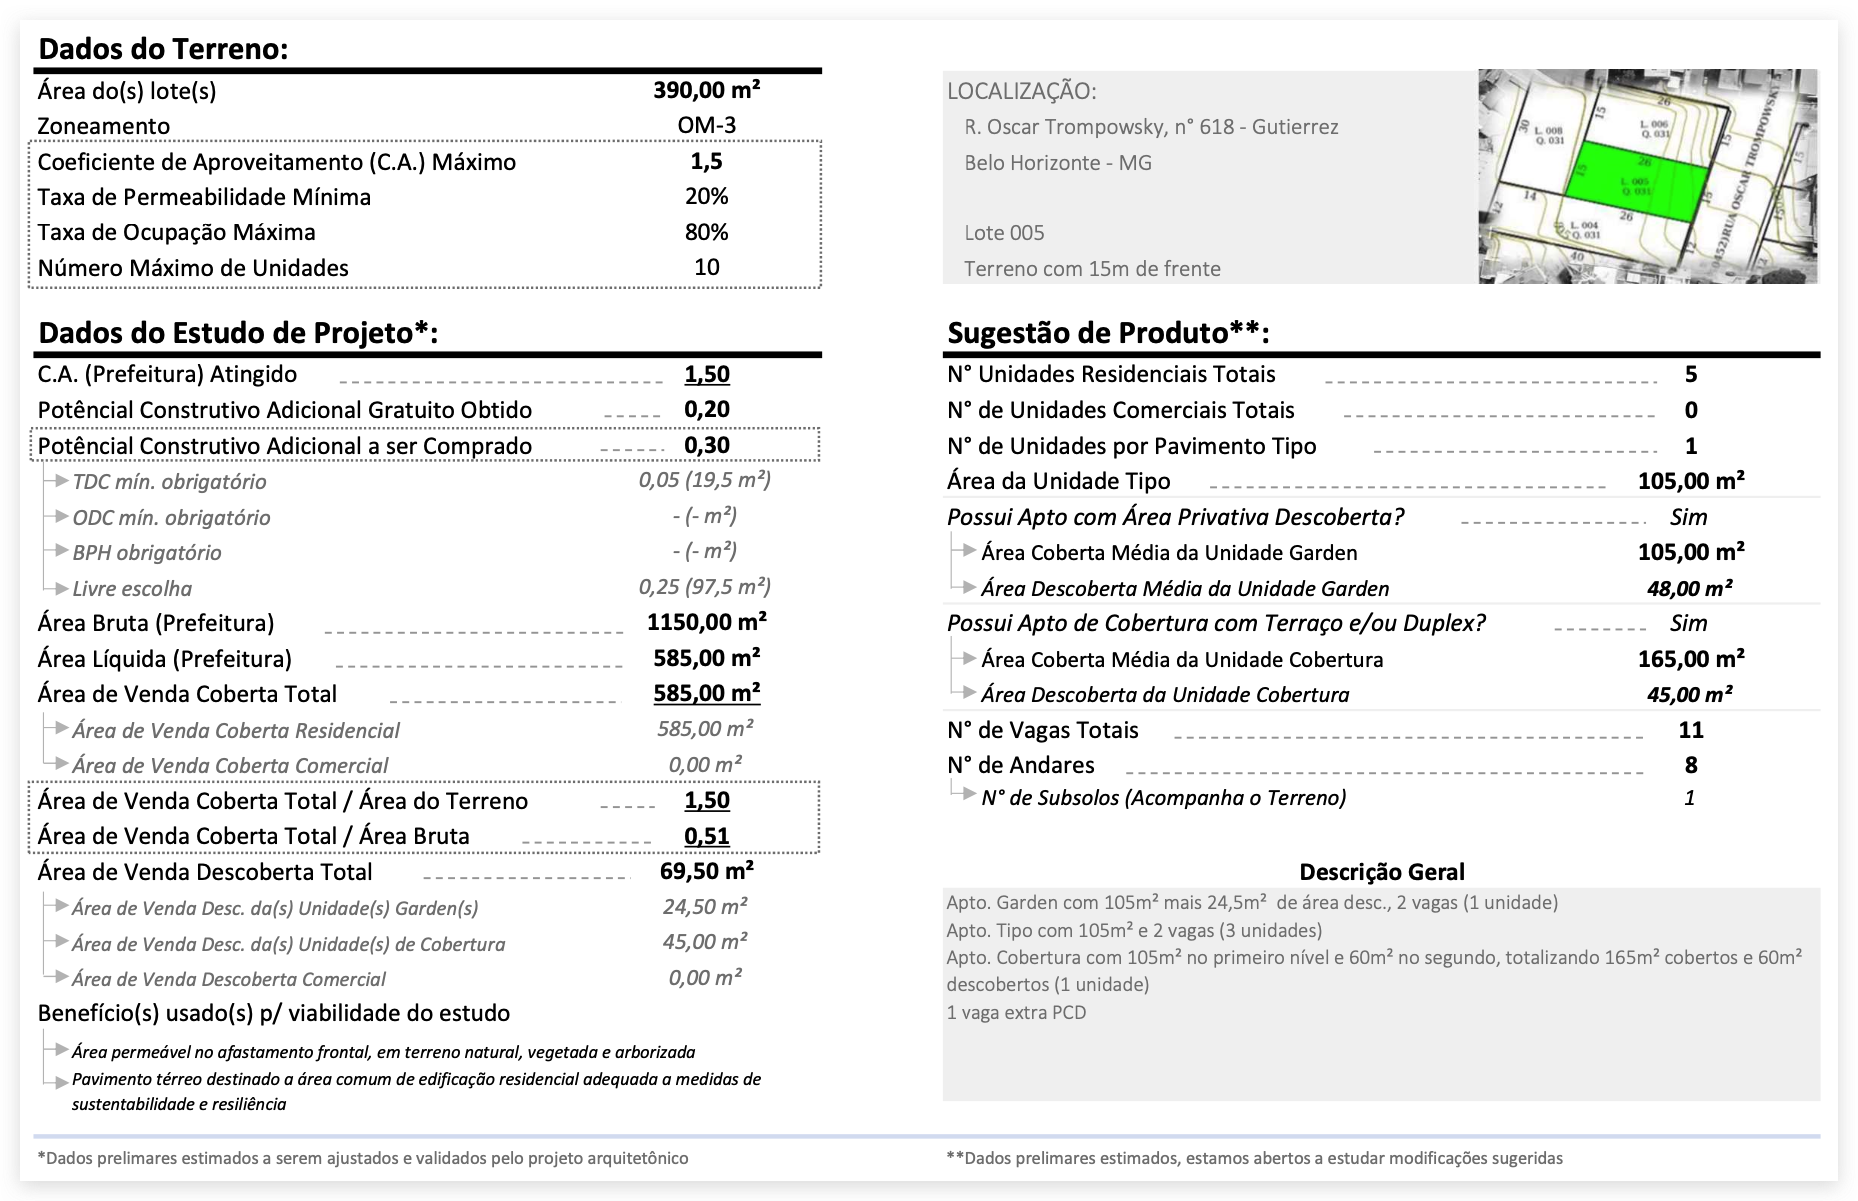 Dados do Terreno:
Área do(s) lote(s) 390,00 m²
Zoneamento OM-3
Coeficiente de Aproveitamento (C.A.) Máximo 1,5
Taxa de Permeabilidade Mínima 20%
Taxa de Ocupação Máxima 80%
Número Máximo de Unidades 10
LOCALIZAÇÃO:
R. Oscar Trompowsky, n° 618 - Gutierrez
Belo Horizonte - MG
Lote 005
Terreno com 15m de frente
26
15
L. 006
Q. 031
15
30
L. 008
Q. 031
26
15
L. 005
Q. 031
15
14
26
12
L. 004
Q. 031
12
40
15
12
0452)RUA OSCAR TROMPOWSKY
Dados do Estudo de Projeto*:
C.A. (Prefeitura) Atingido 1,50
Potêncial Construtivo Adicional Gratuito Obtido 0,20
Potêncial Construtivo Adicional a ser Comprado 0,30
TDC mín. obrigatório 0,05 (19,5 m²)
ODC mín. obrigatório - (- m²)
BPH obrigatório - (- m²)
Livre escolha 0,25 (97,5 m²)
Área Bruta (Prefeitura) 1150,00 m²
Área Líquida (Prefeitura) 585,00 m²
Área de Venda Coberta Total 585,00 m²
Área de Venda Coberta Residencial 585,00 m²
Área de Venda Coberta Comercial 0,00 m²
Área de Venda Coberta Total / Área do Terreno 1,50
Área de Venda Coberta Total / Área Bruta 0,51
Área de Venda Descoberta Total 69,50 m²
Área de Venda Desc. da(s) Unidade(s) Garden(s) 24,50 m²
Área de Venda Desc. da(s) Unidade(s) de Cobertura 45,00 m²
Área de Venda Descoberta Comercial 0,00 m²
Benefício(s) usado(s) p/ viabilidade do estudo
Área permeável no afastamento frontal, em terreno natural, vegetada e arborizada
Pavimento térreo destinado a área comum de edificação residencial adequada a medidas de
sustentabilidade e resiliência
Sugestão de Produto**:
N° Unidades Residenciais Totais 5
N° de Unidades Comerciais Totais 0
N° de Unidades por Pavimento Tipo 1
Área da Unidade Tipo 105,00 m²
Possui Apto com Área Privativa Descoberta? Sim
Área Coberta Média da Unidade Garden 105,00 m²
Área Descoberta Média da Unidade Garden 48,00 m²
Possui Apto de Cobertura com Terraço e/ou Duplex? Sim
Área Coberta Média da Unidade Cobertura 165,00 m²
Área Descoberta da Unidade Cobertura 45,00 m²
N° de Vagas Totais 11
N° de Andares 8
N° de Subsolos (Acompanha o Terreno) 1
Descrição Geral
Apto. Garden com 105m² mais 24,5m² de área desc., 2 vagas (1 unidade)
Apto. Tipo com 105m² e 2 vagas (3 unidades)
Apto. Cobertura com 105m² no primeiro nível e 60m² no segundo, totalizando 165m² cobertos e 60m²
descobertos (1 unidade)
1 vaga extra PCD
*Dados prelimares estimados a serem ajustados e validados pelo projeto arquitetônico
**Dados prelimares estimados, estamos abertos a estudar modificações sugeridas